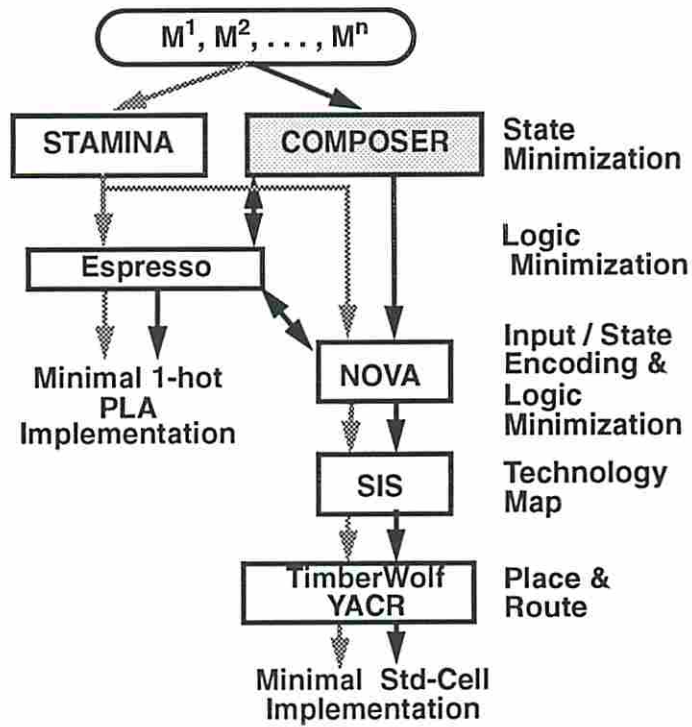 M¹, M², . . . , Mⁿ
STAMINA
COMPOSER
State
Minimization
Espresso
Logic
Minimization
Minimal 1-hot
PLA
Implementation
NOVA
Input / State
Encoding &
Logic
Minimization
SIS
Technology
Map
TimberWolf
YACR
Place &
Route
Minimal Std-Cell
Implementation